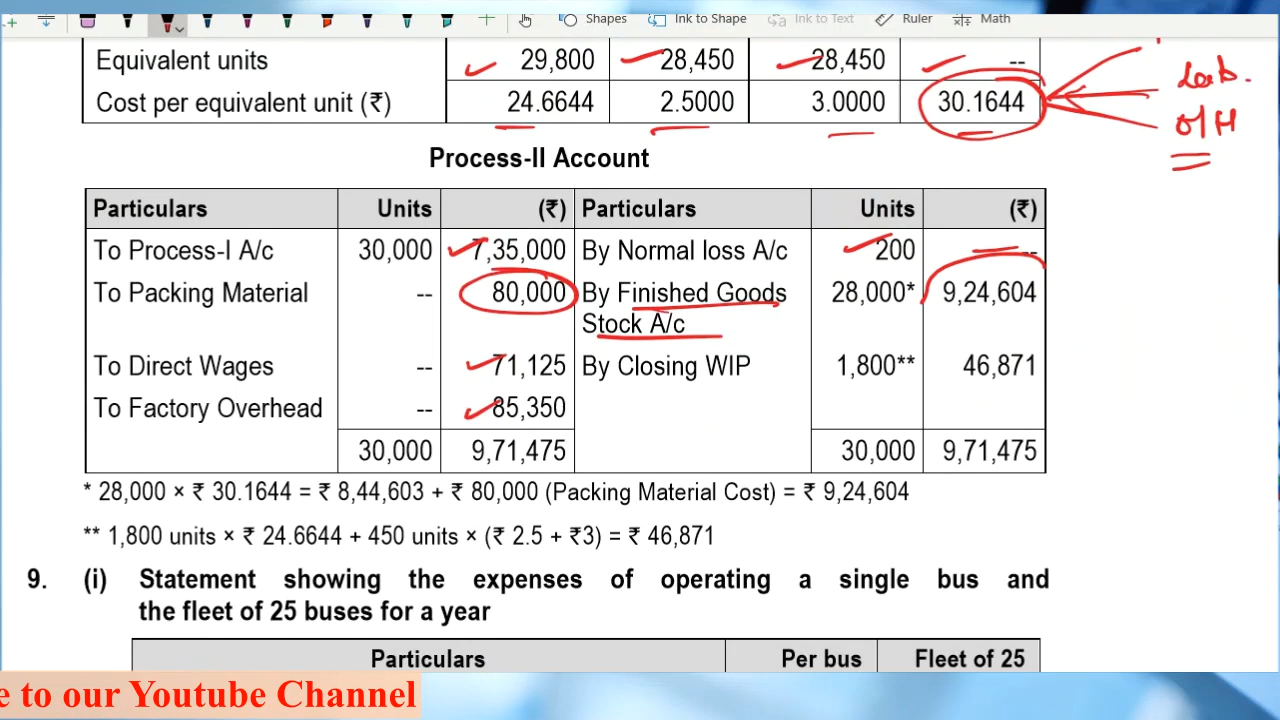 Shapes Ink to Shape Ink to Text Ruler Math
Equivalent units 29,800 28,450 28,450 --
Cost per equivalent unit (₹) 24.6644 2.5000 3.0000 30.1644
Lab.
O/H
Process-II Account
Particulars Units (₹) Particulars Units (₹)
To Process-I A/c 30,000 7,35,000 By Normal loss A/c 200 --
To Packing Material -- 80,000 By Finished Goods 28,000* 9,24,604
Stock A/c
To Direct Wages -- 71,125 By Closing WIP 1,800** 46,871
To Factory Overhead -- 85,350
30,000 9,71,475 30,000 9,71,475
* 28,000 × ₹ 30.1644 = ₹ 8,44,603 + ₹ 80,000 (Packing Material Cost) = ₹ 9,24,604
** 1,800 units × ₹ 24.6644 + 450 units × (₹ 2.5 + ₹3) = ₹ 46,871
9. (i) Statement showing the expenses of operating a single bus and
the fleet of 25 buses for a year
Particulars Per bus Fleet of 25
e to our Youtube Channel